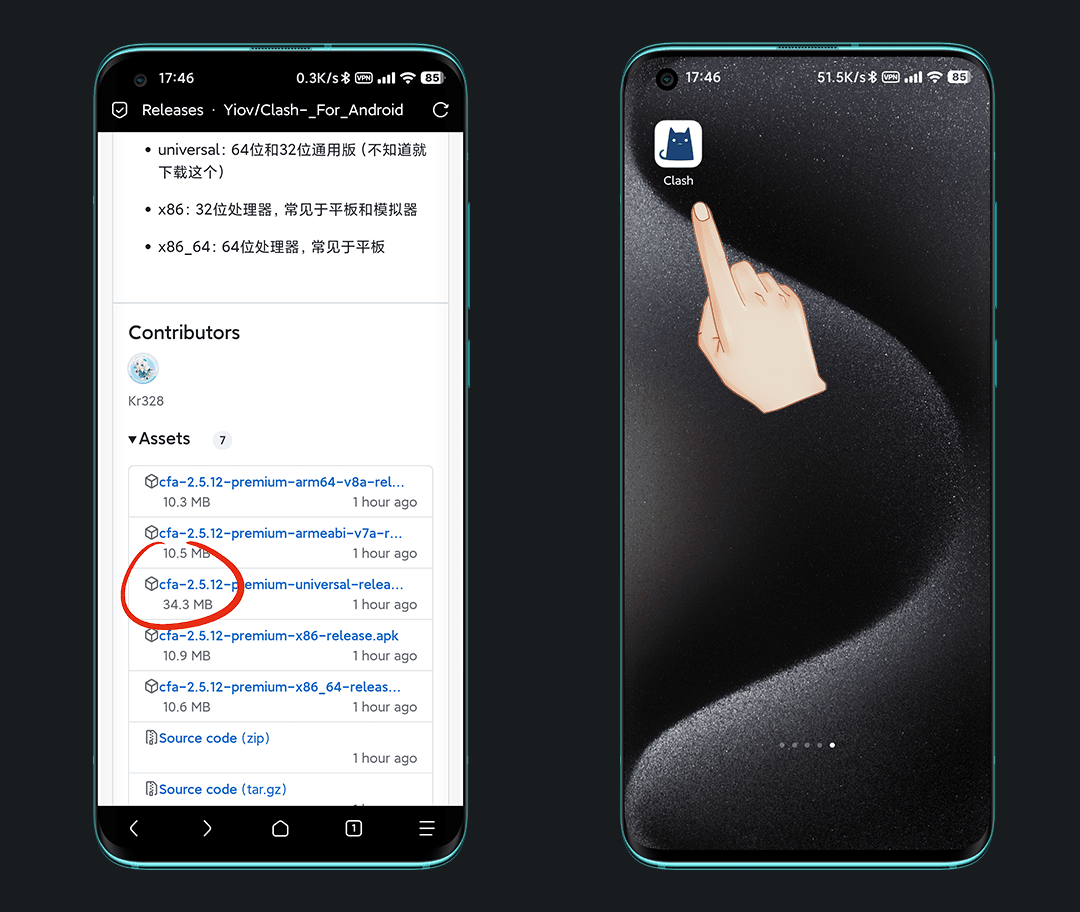 17:46
0.3K/s VPN 85
Releases · Yiov/Clash-_For_Android
universal: 64位和32位通用版 (不知道就
下载这个)
x86: 32位处理器, 常见于平板和模拟器
x86_64: 64位处理器, 常见于平板
Contributors
Kr328
Assets 7
cfa-2.5.12-premium-arm64-v8a-rel...
10.3 MB 1 hour ago
cfa-2.5.12-premium-armeabi-v7a-r...
10.5 MB 1 hour ago
cfa-2.5.12-premium-universal-relea...
34.3 MB 1 hour ago
cfa-2.5.12-premium-x86-release.apk
10.9 MB 1 hour ago
cfa-2.5.12-premium-x86_64-releas...
10.6 MB 1 hour ago
Source code (zip)
1 hour ago
Source code (tar.gz)
1
17:46
51.5K/s VPN 85
Clash